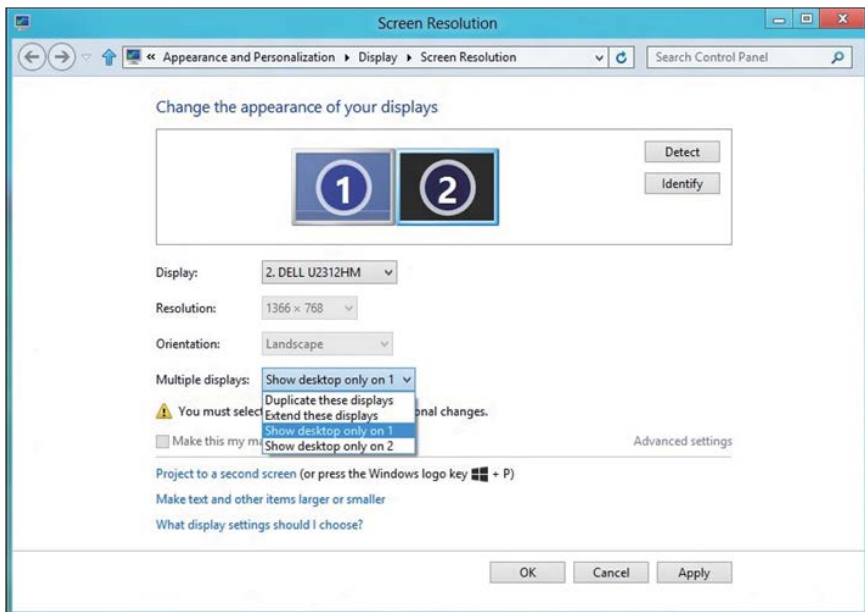 Screen Resolution
« Appearance and Personalization ▸ Display ▸ Screen Resolution
Search Control Panel
Change the appearance of your displays
1
2
Detect
Identify
Display: 2. DELL U2312HM
Resolution: 1366 × 768
Orientation: Landscape
Multiple displays: Show desktop only on 1
Duplicate these displays
You must selec onal changes.
Extend these displays
Show desktop only on 1
Make this my m
Show desktop only on 2
Advanced settings
Project to a second screen (or press the Windows logo key + P)
Make text and other items larger or smaller
What display settings should I choose?
OK Cancel Apply